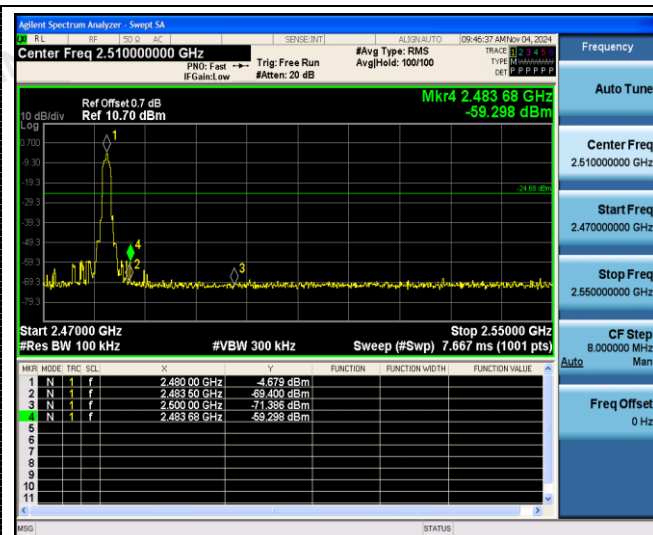 Agilent Spectrum Analyzer - Swept SA
RL RF 50 Ω AC SENSE:INT ALIGN AUTO 09:46:37 AM Nov 04, 2024
Center Freq 2.510000000 GHz
PNO: Fast
IFGain:Low
Trig: Free Run
#Atten: 20 dB
#Avg Type: RMS
Avg|Hold: 100/100
TRACE 1 2 3 4 5 6
TYPE M
DET P P P P P P
Mkr4 2.483 68 GHz
-59.298 dBm
Ref Offset 0.7 dB
10 dB/div Ref 10.70 dBm
Log
0.700
-9.30
-19.3
-29.3
-39.3
-49.3
-59.3
-69.3
-79.3
-24.68 dBm
1
4
2
3
Start 2.47000 GHz Stop 2.55000 GHz
#Res BW 100 kHz #VBW 300 kHz Sweep (#Swp) 7.667 ms (1001 pts)
MKR MODE TRC SCL X Y FUNCTION FUNCTION WIDTH FUNCTION VALUE
1 N 1 f 2.480 00 GHz -4.679 dBm
2 N 1 f 2.483 50 GHz -69.400 dBm
3 N 1 f 2.500 00 GHz -71.386 dBm
4 N 1 f 2.483 68 GHz -59.298 dBm
5
6
7
8
9
10
11
MSG STATUS
Frequency
Auto Tune
Center Freq
2.510000000 GHz
Start Freq
2.470000000 GHz
Stop Freq
2.550000000 GHz
CF Step
8.000000 MHz
Auto Man
Freq Offset
0 Hz